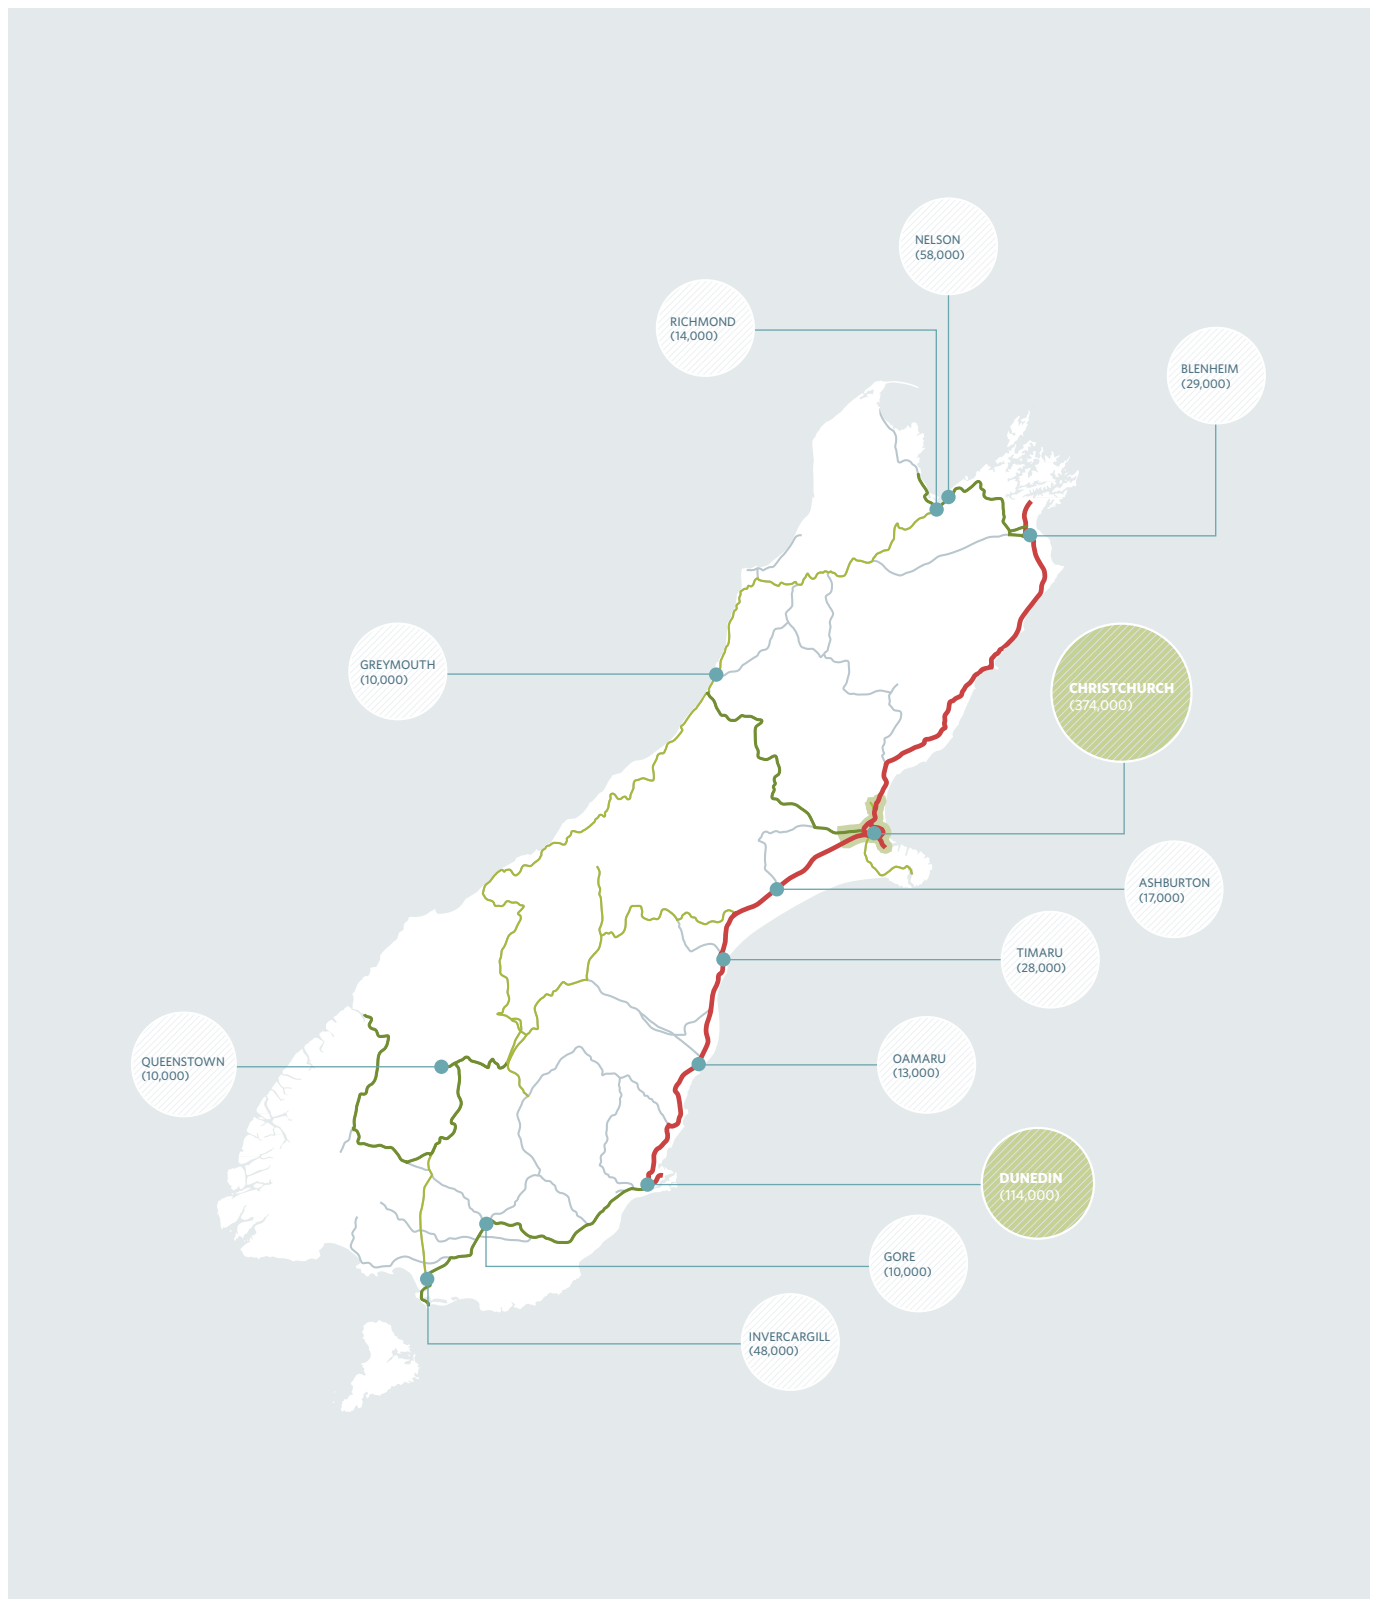 NELSON
(58,000)
RICHMOND
(14,000)
BLENHEIM
(29,000)
GREYMOUTH
(10,000)
CHRISTCHURCH
(374,000)
ASHBURTON
(17,000)
TIMARU
(28,000)
QUEENSTOWN
(10,000)
OAMARU
(13,000)
DUNEDIN
(114,000)
GORE
(10,000)
INVERCARGILL
(48,000)